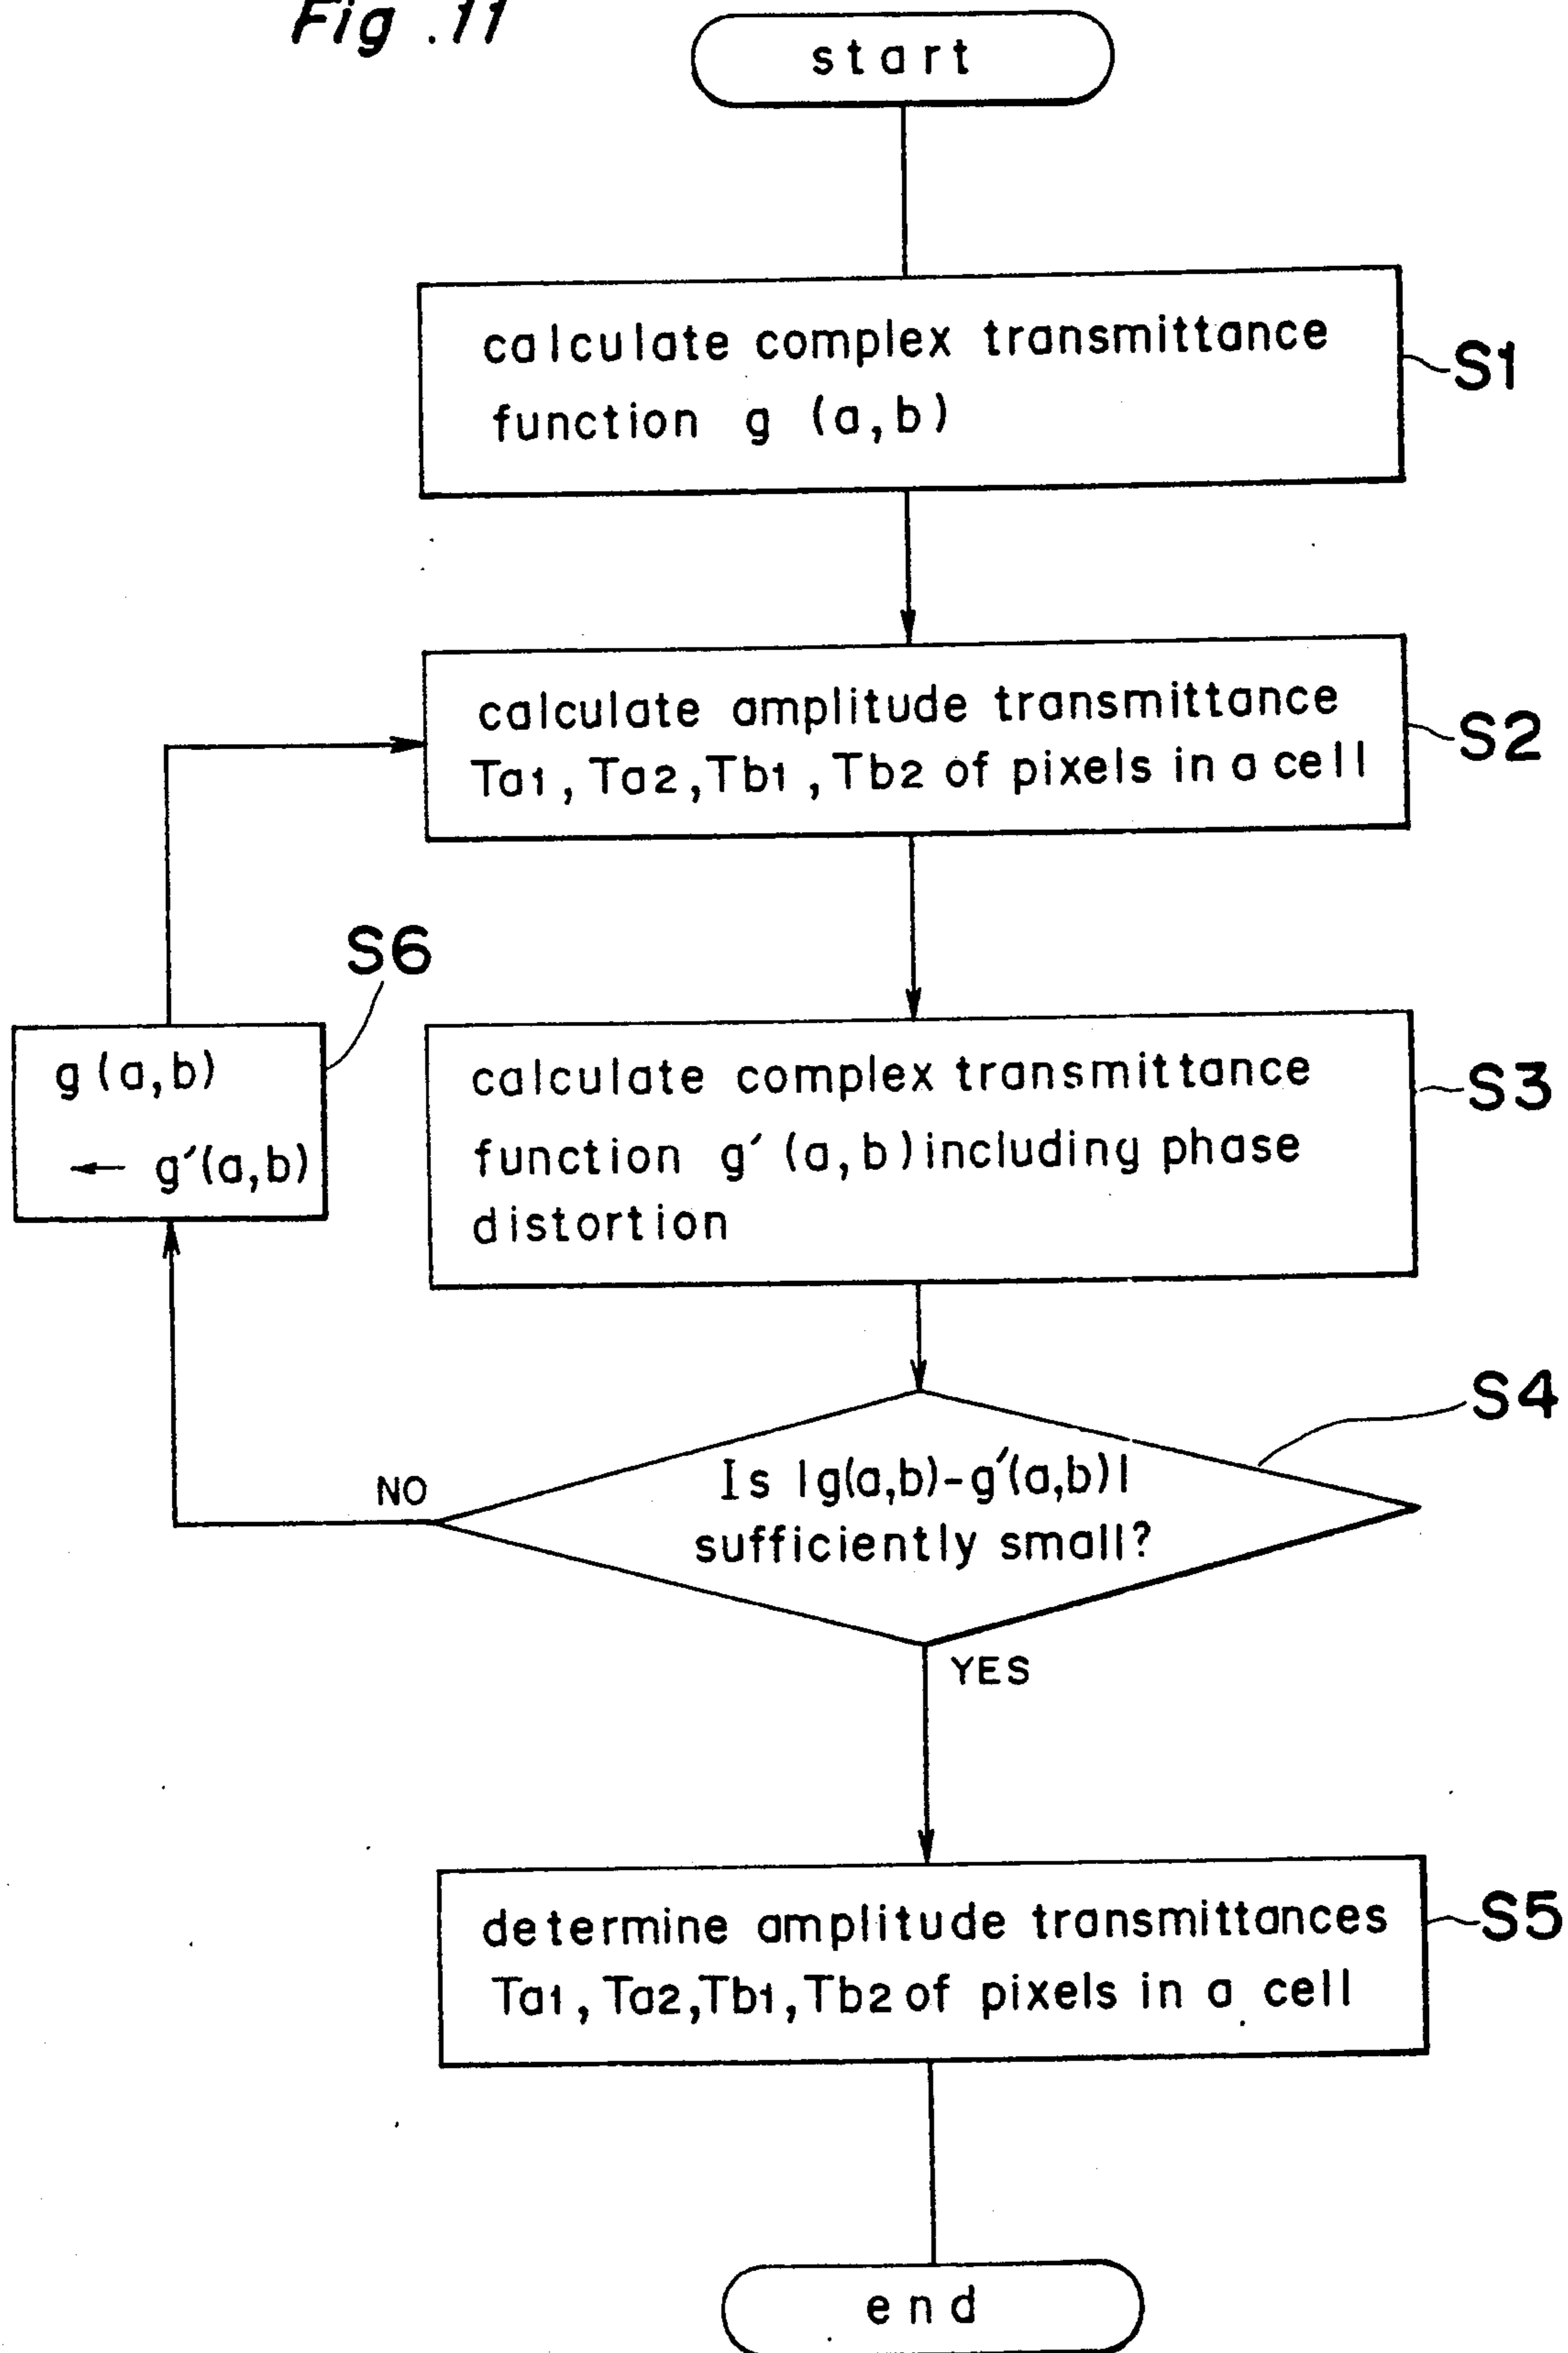 Fig .11
start
calculate complex transmittance
function g (a,b)
S1
calculate amplitude transmittance
Ta1, Ta2, Tb1, Tb2 of pixels in a cell
S2
S6
g (a,b)
← g′(a,b)
calculate complex transmittance
function g′ (a,b) including phase
distortion
S3
S4
Is |g(a,b)-g′(a,b)|
sufficiently small?
NO
YES
determine amplitude transmittances
Ta1, Ta2, Tb1, Tb2 of pixels in a cell
S5
end